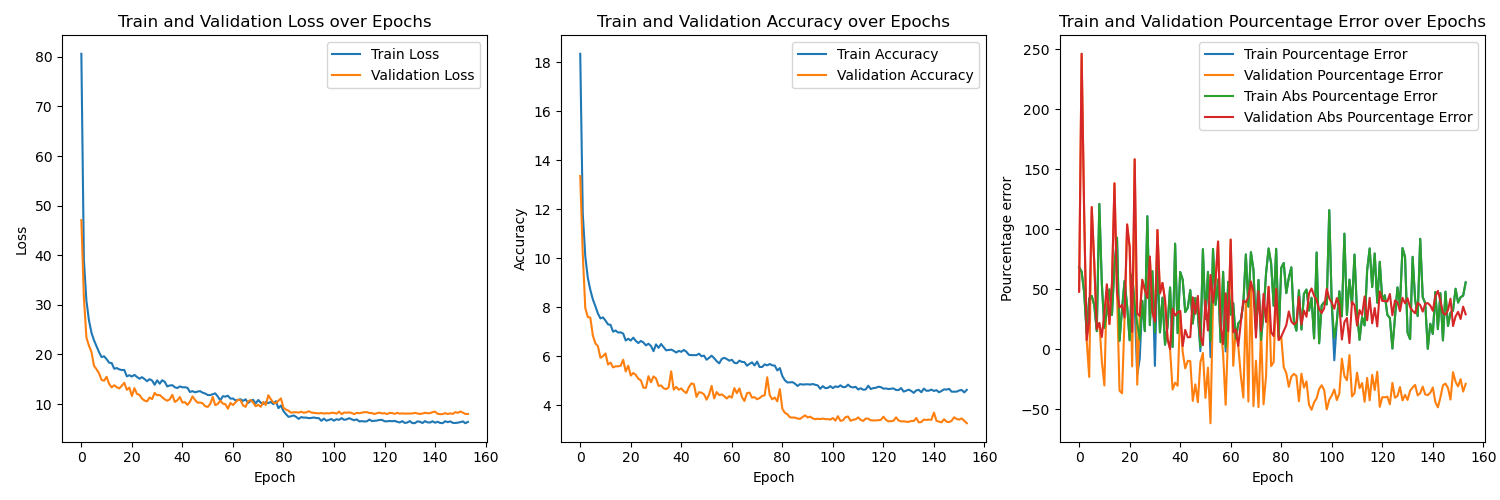 Train and Validation Loss over Epochs
Loss
80
70
60
50
40
30
20
10
Train Loss
Validation Loss
0 20 40 60 80 100 120 140 160
Epoch
Train and Validation Accuracy over Epochs
Accuracy
18
16
14
12
10
8
6
4
Train Accuracy
Validation Accuracy
0 20 40 60 80 100 120 140 160
Epoch
Train and Validation Pourcentage Error over Epochs
Pourcentage error
250
200
150
100
50
0
−50
Train Pourcentage Error
Validation Pourcentage Error
Train Abs Pourcentage Error
Validation Abs Pourcentage Error
0 20 40 60 80 100 120 140 160
Epoch